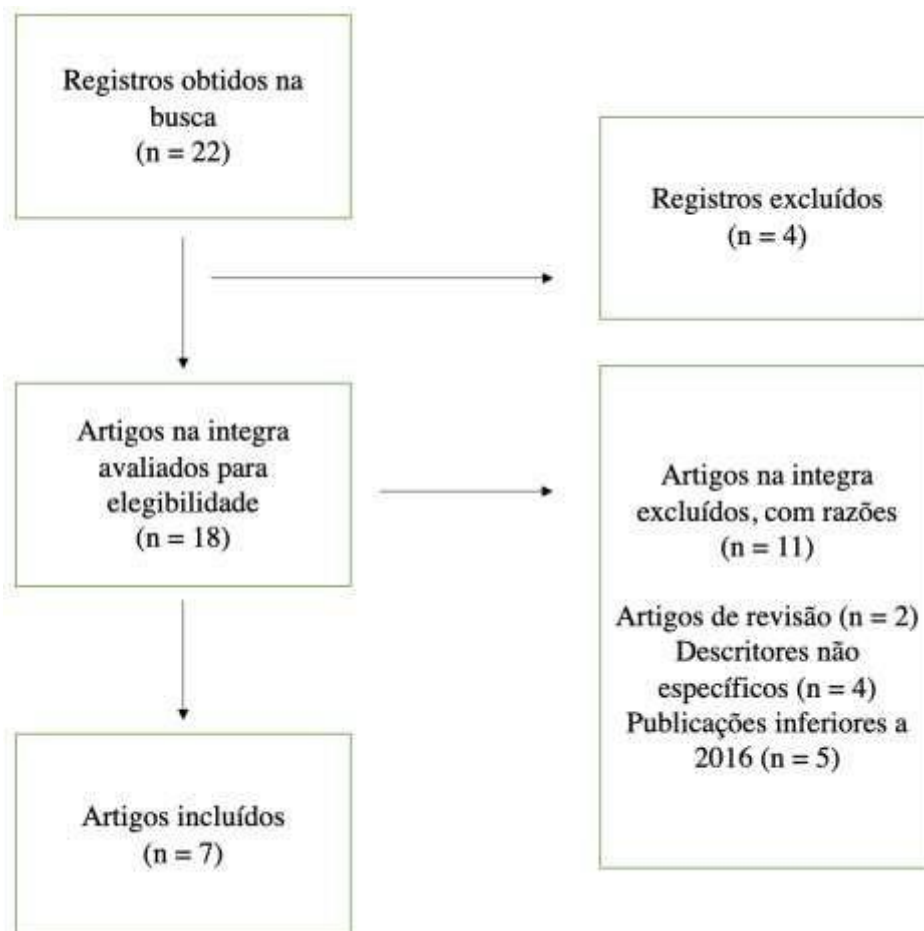 Registros obtidos na
busca
(n = 22)
Registros excluídos
(n = 4)
Artigos na integra
avaliados para
elegibilidade
(n = 18)
Artigos na integra
excluídos, com razões
(n = 11)
Artigos de revisão (n = 2)
Descritores não
específicos (n = 4)
Publicações inferiores a
2016 (n = 5)
Artigos incluídos
(n = 7)